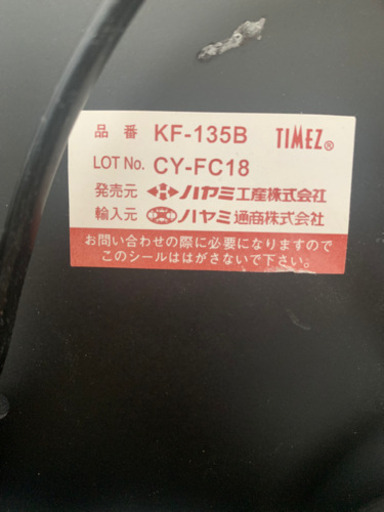 品番 KF-135B TIMEZ®
LOT No. CY-FC18
発売元 ハヤミ工産株式会社
輸入元 ハヤミ通商株式会社
お問い合わせの際に必要になりますので
このシールははがさないで下さい。